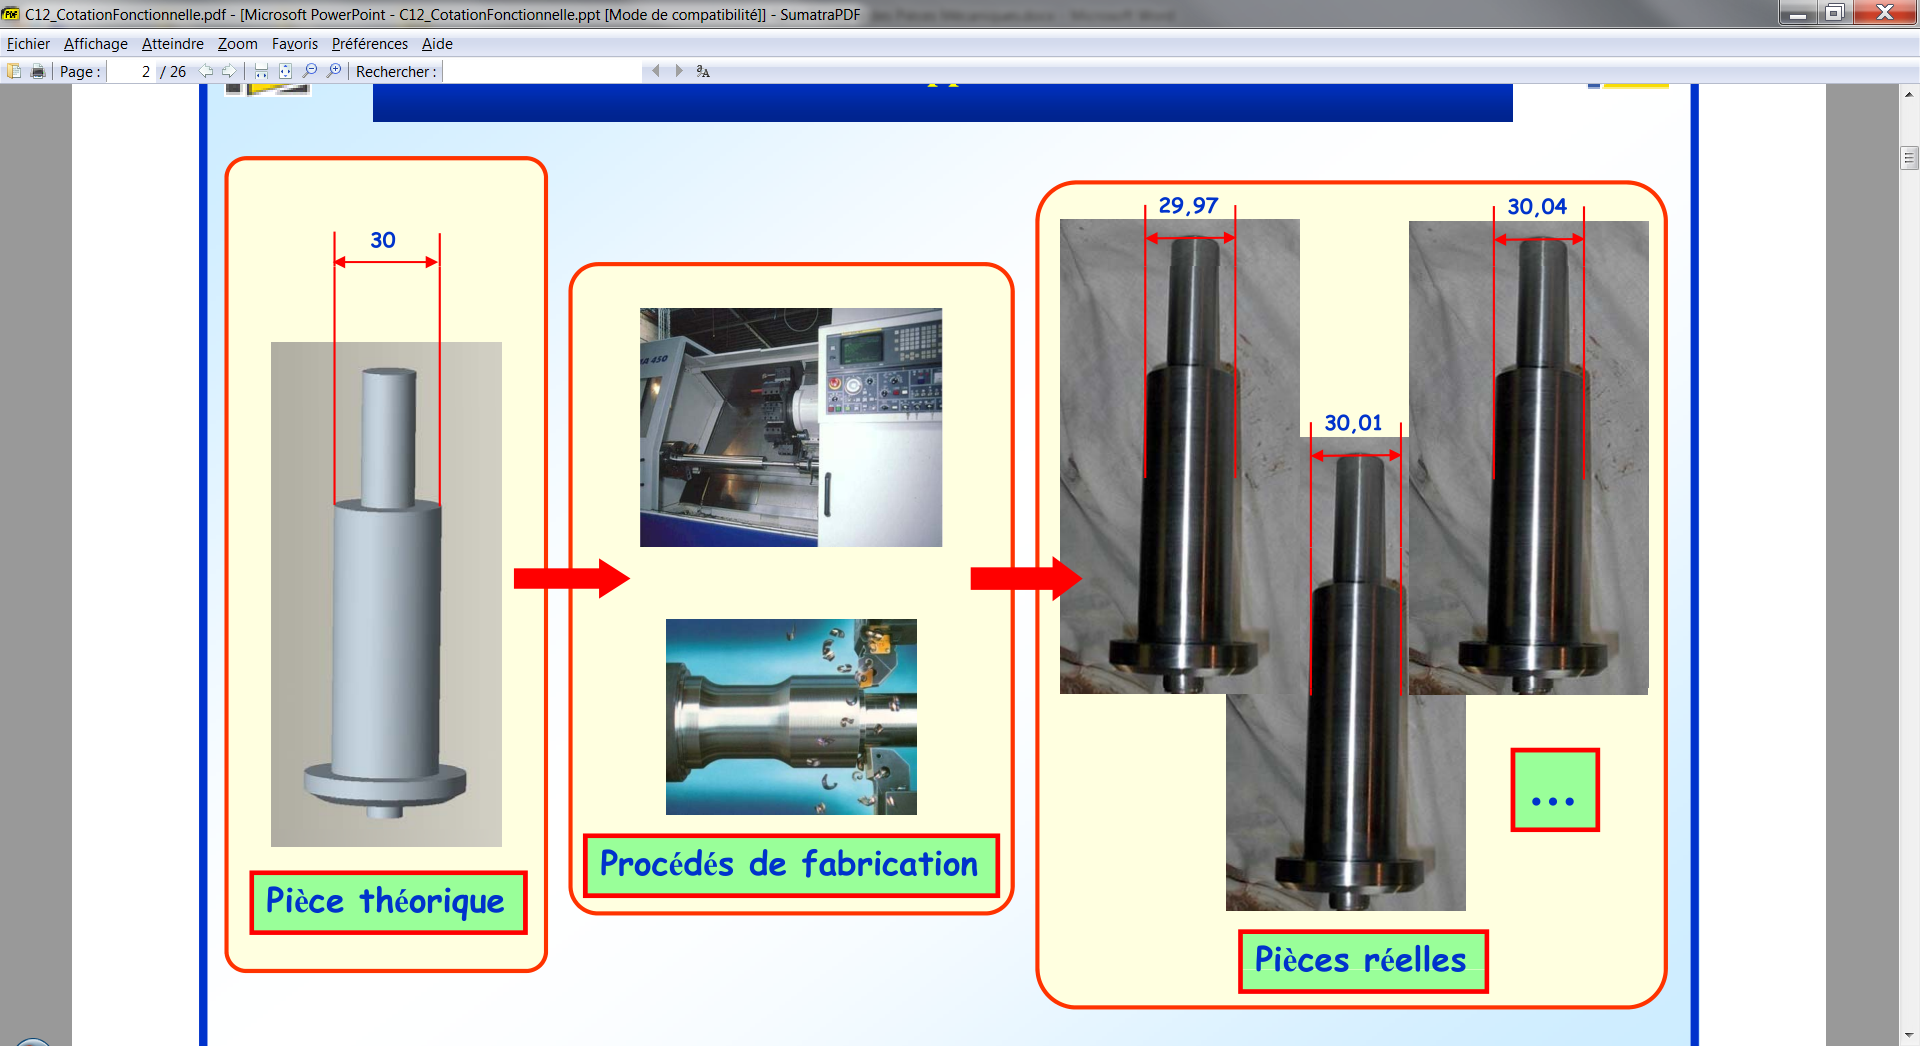 C12_CotationFonctionnelle.pdf - [Microsoft PowerPoint - C12_CotationFonctionnelle.ppt [Mode de compatibilité]] - SumatraPDF
Fichier Affichage Atteindre Zoom Favoris Préférences Aide
Page : 2 / 26 Rechercher :
30
Pièce théorique
450
Procédés de fabrication
29,97
30,04
30,01
...
Pièces réelles